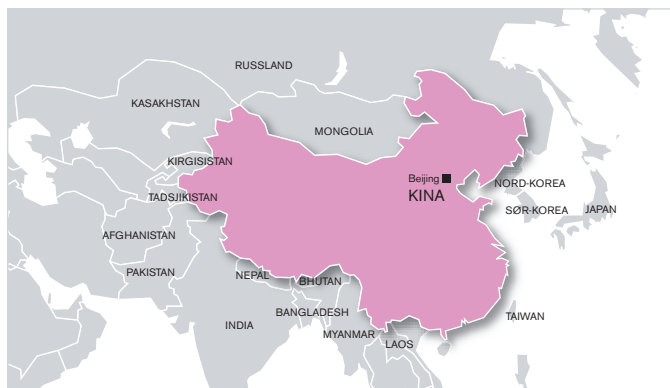 RUSSLAND
KASAKHSTAN
MONGOLIA
KIRGISISTAN
Beijing
NORD-KOREA
TADSJIKISTAN
KINA
SØR-KOREA
JAPAN
AFGHANISTAN
PAKISTAN
NEPAL
BHUTAN
BANGLADESH
TAIWAN
INDIA
MYANMAR
LAOS